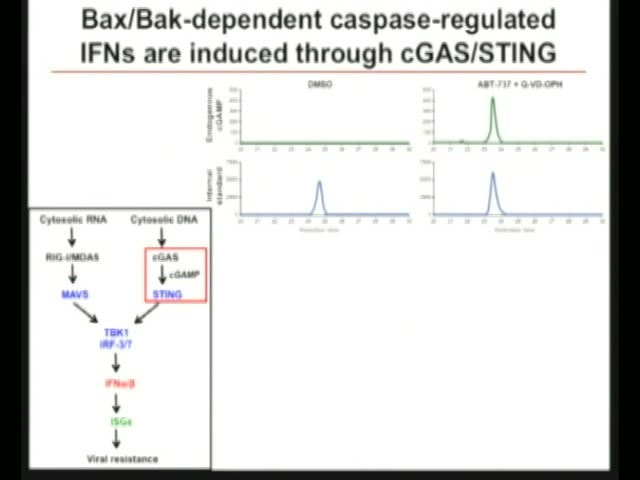 Bax/Bak-dependent caspase-regulated
IFNs are induced through cGAS/STING
DMSO
ABT-737 + Q-VD-OPH
Endogenous
cGAMP
Internal
standard
Retention time
Retention time
Cytosolic RNA
Cytosolic DNA
RIG-I/MDA5
cGAS
cGAMP
MAVS
STING
TBK1
IRF-3/7
IFNα/β
ISGs
Viral resistance